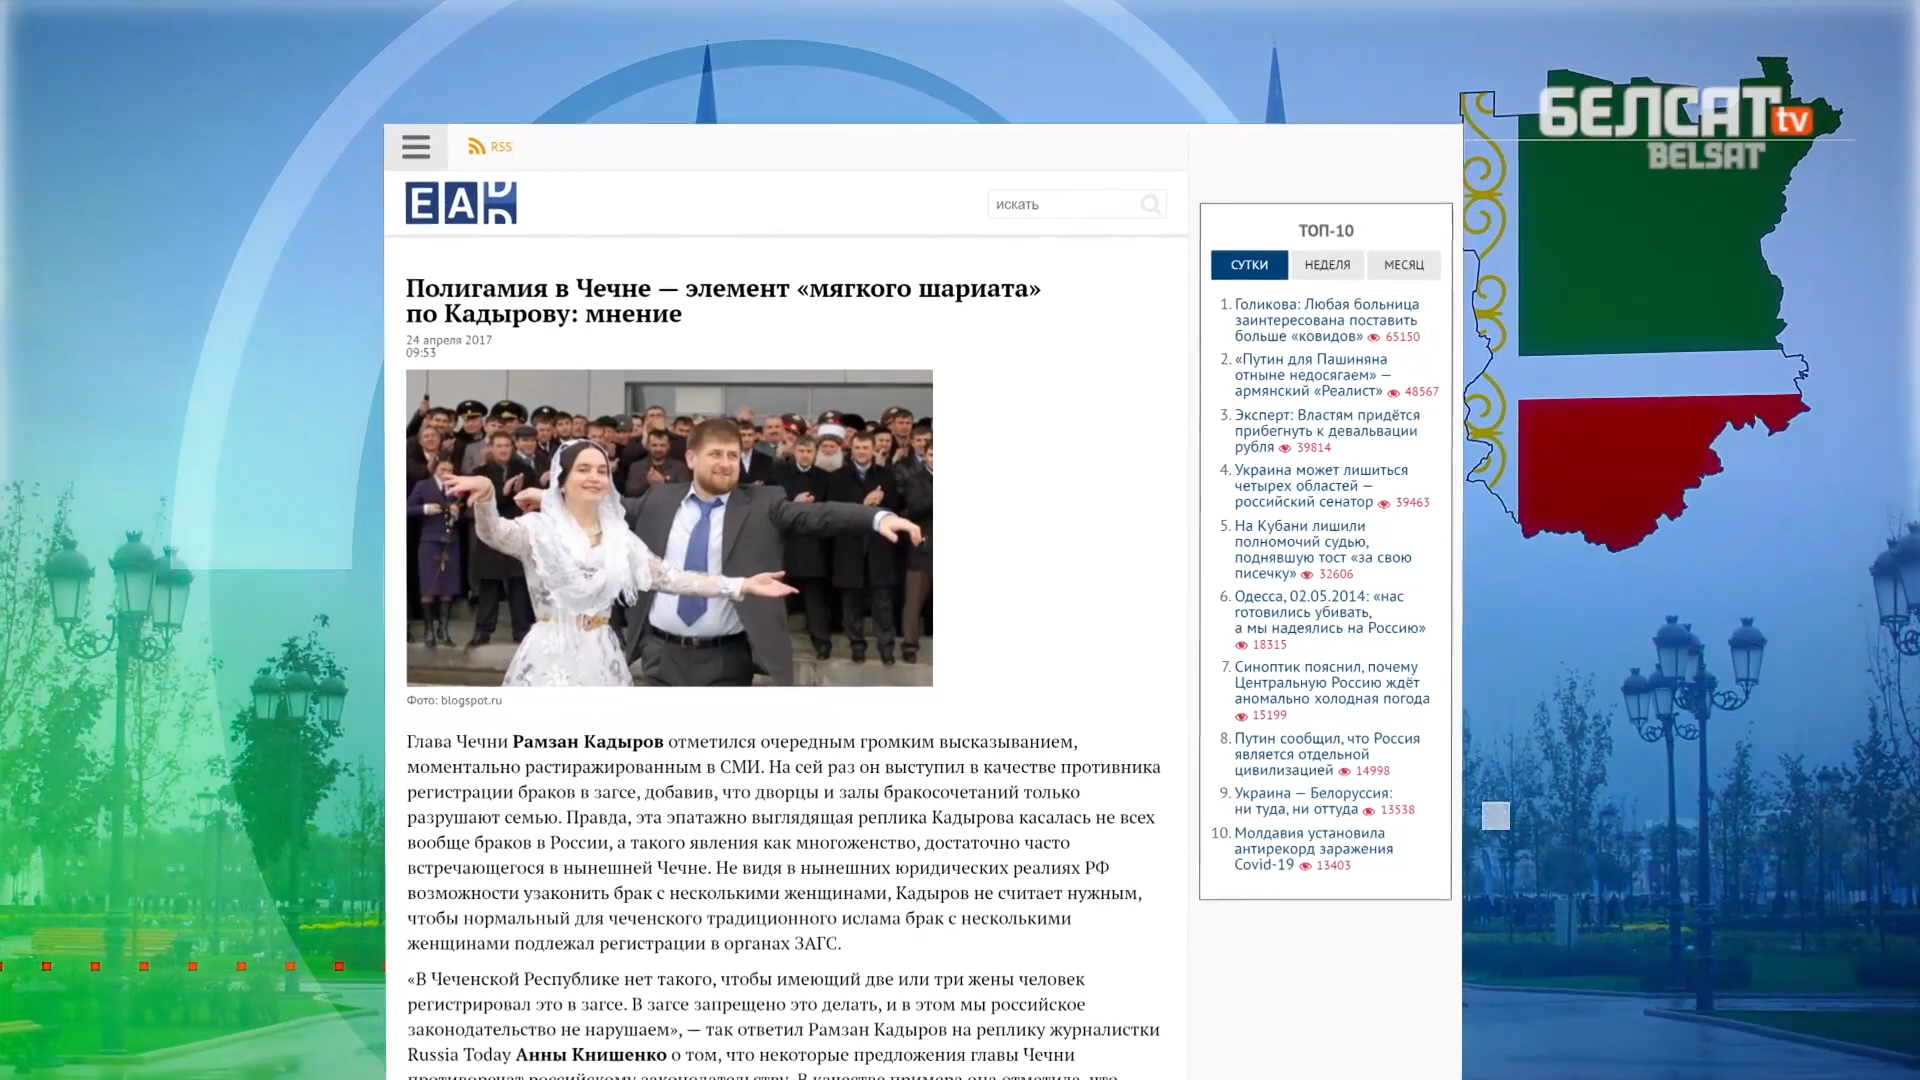 БЕЛСАТ tv
BELSAT
RSS
EAD
искать
Полигамия в Чечне — элемент «мягкого шариата»
по Кадырову: мнение
24 апреля 2017
09:53
Фото: blogspot.ru
Глава Чечни Рамзан Кадыров отметился очередным громким высказыванием,
моментально растиражированным в СМИ. На сей раз он выступил в качестве противника
регистрации браков в загсе, добавив, что дворцы и залы бракосочетаний только
разрушают семью. Правда, эта эпатажно выглядящая реплика Кадырова касалась не всех
вообще браков в России, а такого явления как многоженство, достаточно часто
встречающегося в нынешней Чечне. Не видя в нынешних юридических реалиях РФ
возможности узаконить брак с несколькими женщинами, Кадыров не считает нужным,
чтобы нормальный для чеченского традиционного ислама брак с несколькими
женщинами подлежал регистрации в органах ЗАГС.
«В Чеченской Республике нет такого, чтобы имеющий две или три жены человек
регистрировал это в загсе. В загсе запрещено это делать, и в этом мы российское
законодательство не нарушаем», — так ответил Рамзан Кадыров на реплику журналистки
Russia Today Анны Книшенко о том, что некоторые предложения главы Чечни
противоречат российскому законодательству. В качестве примера она отметила, что
ТОП-10
СУТКИ НЕДЕЛЯ МЕСЯЦ
1. Голикова: Любая больница
заинтересована поставить
больше «ковидов» 65150
2. «Путин для Пашиняна
отныне недосягаем» —
армянский «Реалист» 48567
3. Эксперт: Властям придётся
прибегнуть к девальвации
рубля 39814
4. Украина может лишиться
четырех областей —
российский сенатор 39463
5. На Кубани лишили
полномочий судью,
поднявшую тост «за свою
писечку» 32606
6. Одесса, 02.05.2014: «нас
готовились убивать,
а мы надеялись на Россию»
18315
7. Синоптик пояснил, почему
Центральную Россию ждёт
аномально холодная погода
15199
8. Путин сообщил, что Россия
является отдельной
цивилизацией 14998
9. Украина — Белоруссия:
ни туда, ни оттуда 13538
10. Молдавия установила
антирекорд заражения
Covid-19 13403